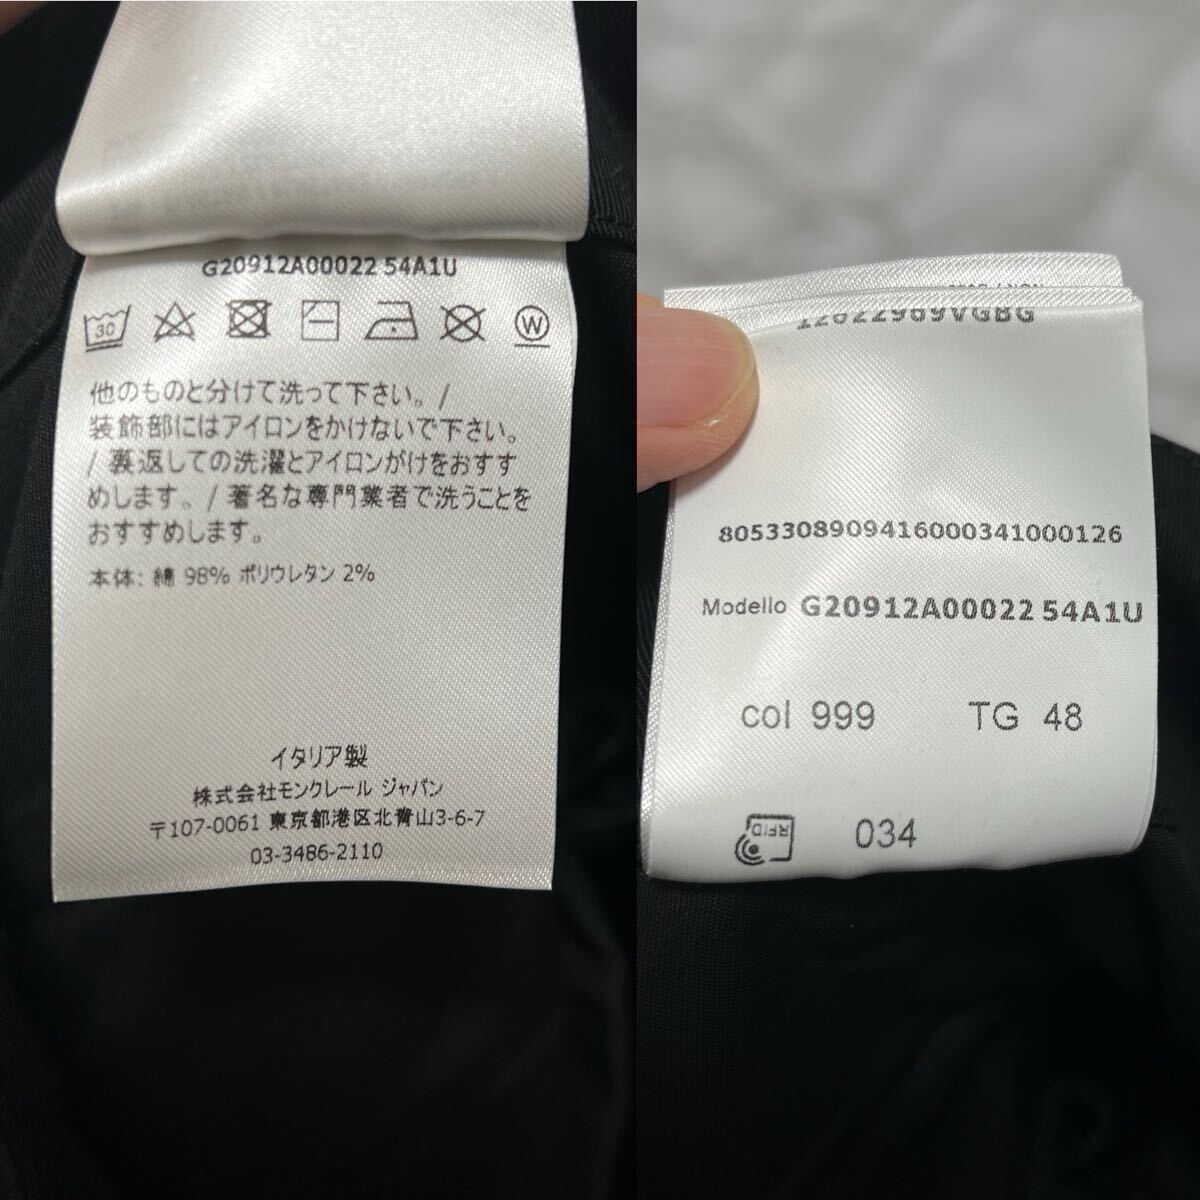 G20912A00022 54A1U
30
W
他のものと分けて洗って下さい。/
装飾部にはアイロンをかけないで下さい。
/ 裏返しての洗濯とアイロンがけをおすす
めします。/ 著名な専門業者で洗うことを
おすすめします。
本体: 綿 98% ポリウレタン 2%
イタリア製
株式会社モンクレール ジャパン
〒107-0061 東京都港区北青山3-6-7
03-3486-2110
8053308909416000341000126
Modello G20912A00022 54A1U
col 999 TG 48
RFID 034